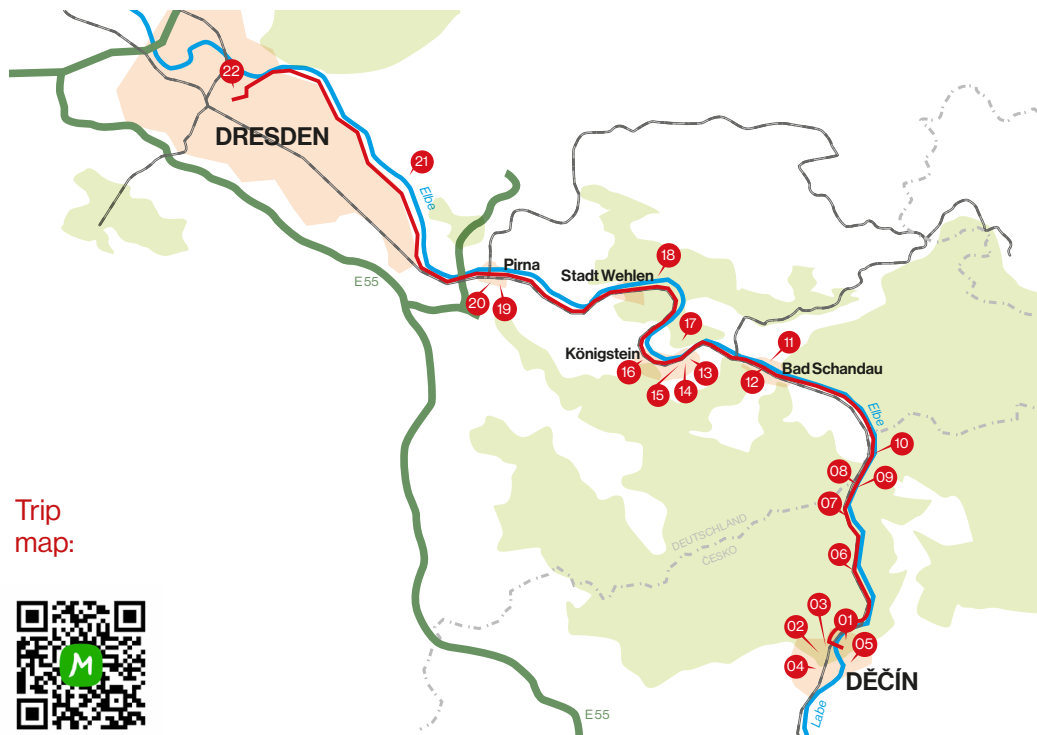 22
DRESDEN
21
Elbe
E55
Pirna
20
19
Stadt Wehlen
18
17
Königstein
16
15
14
13
11
12
Bad Schandau
Elbe
10
08
09
07
DEUTSCHLAND
ČESKO
06
03
01
02
05
04
DĚČÍN
Labe
E55
Trip
map:
M